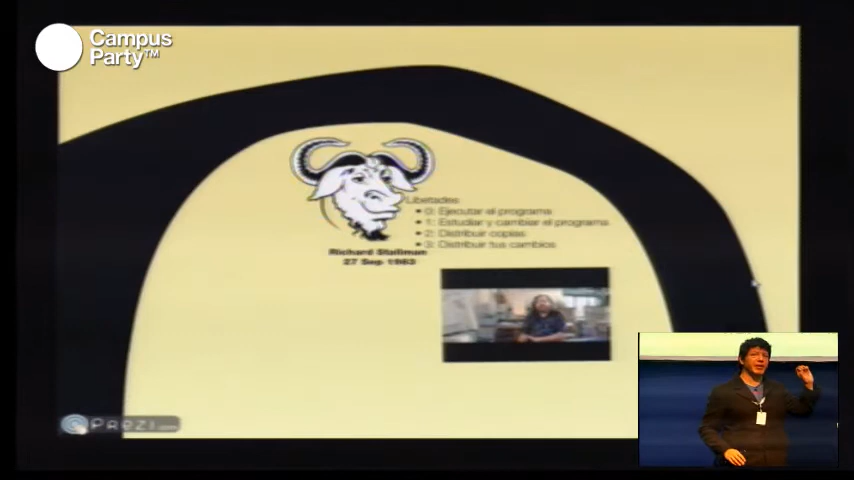 Campus
Party™
Libetades
• 0: Ejecutar el programa
• 1: Estudiar y cambiar el programa
• 2: Distribuir copias
• 3: Distribuir tus cambios
Richard Stallman
27 Sep 1983
Prezi.com